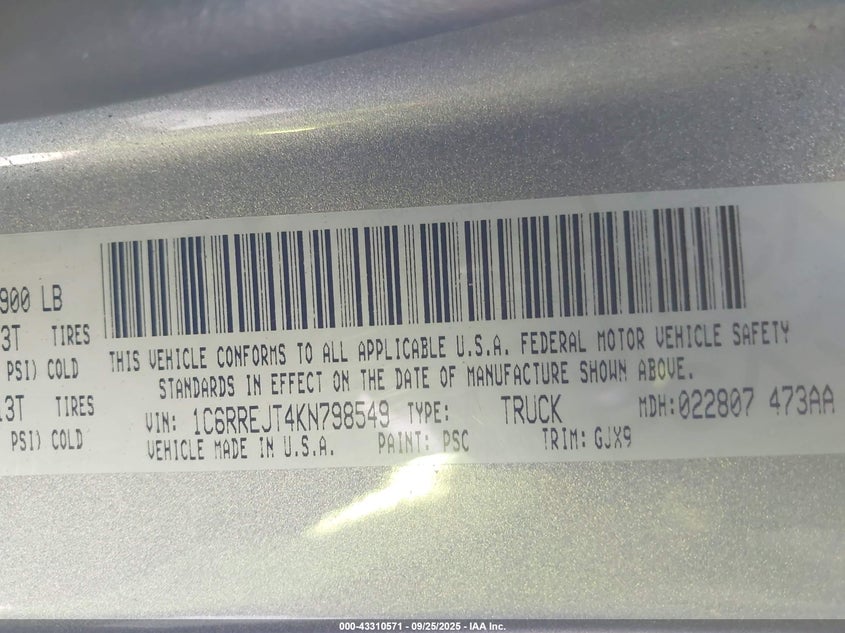 900 LB
3T TIRES
PSI) COLD
13T TIRES
PSI) COLD
THIS VEHICLE CONFORMS TO ALL APPLICABLE U.S.A. FEDERAL MOTOR VEHICLE SAFETY
STANDARDS IN EFFECT ON THE DATE OF MANUFACTURE SHOWN ABOVE.
VIN: 1C6RREJT4KN798549 TYPE: TRUCK MDH:022807 473AA
VEHICLE MADE IN U.S.A. PAINT: PSC TRIM: GJX9
000-43310571 - 09/25/2025 - IAA Inc.